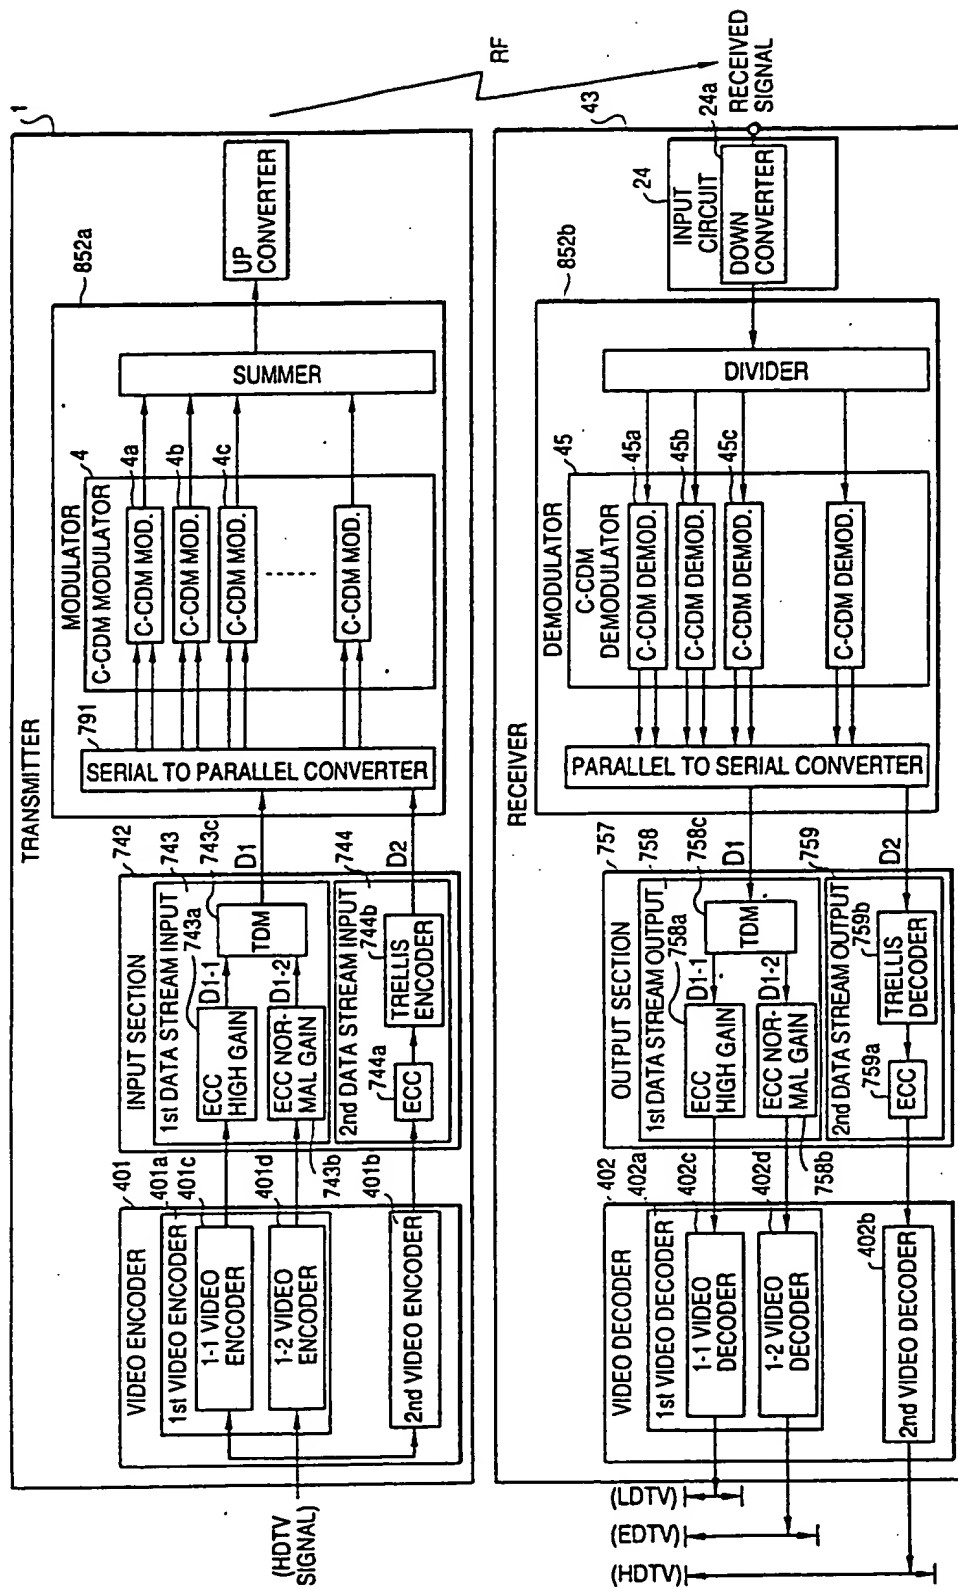 TRANSMITTER
1
VIDEO ENCODER
401
1st VIDEO ENCODER
401a
1-1 VIDEO
ENCODER
401c
1-2 VIDEO
ENCODER
401d
2nd VIDEO ENCODER
401b
(HDTV
SIGNAL)
INPUT SECTION
742
1st DATA STREAM INPUT
743
743a
ECC
HIGH GAIN
D1-1
743c
TDM
ECC NOR-
MAL GAIN
743b
D1-2
D1
2nd DATA STREAM INPUT
744
744a
ECC
744b
TRELLIS
ENCODER
D2
852a
791
SERIAL TO PARALLEL CONVERTER
MODULATOR
C-CDM MODULATOR
4
C-CDM MOD.
4a
C-CDM MOD.
4b
C-CDM MOD.
4c
C-CDM MOD.
SUMMER
UP
CONVERTER
RF
RECEIVER
43
RECEIVED
SIGNAL
24
INPUT
CIRCUIT
24a
DOWN
CONVERTER
852b
DIVIDER
DEMODULATOR
C-CDM
DEMODULATOR
45
C-CDM DEMOD.
45a
C-CDM DEMOD.
45b
C-CDM DEMOD.
45c
C-CDM DEMOD.
PARALLEL TO SERIAL CONVERTER
D1
D2
OUTPUT SECTION
757
1st DATA STREAM OUTPUT
758
758a
ECC
HIGH GAIN
D1-1
758c
TDM
ECC NOR-
MAL GAIN
758b
D1-2
2nd DATA STREAM OUTPUT
759
759a
ECC
759b
TRELLIS
DECODER
VIDEO DECODER
402
1st VIDEO DECODER
402a
1-1 VIDEO
DECODER
402c
1-2 VIDEO
DECODER
402d
2nd VIDEO DECODER
402b
(LDTV)
(EDTV)
(HDTV)